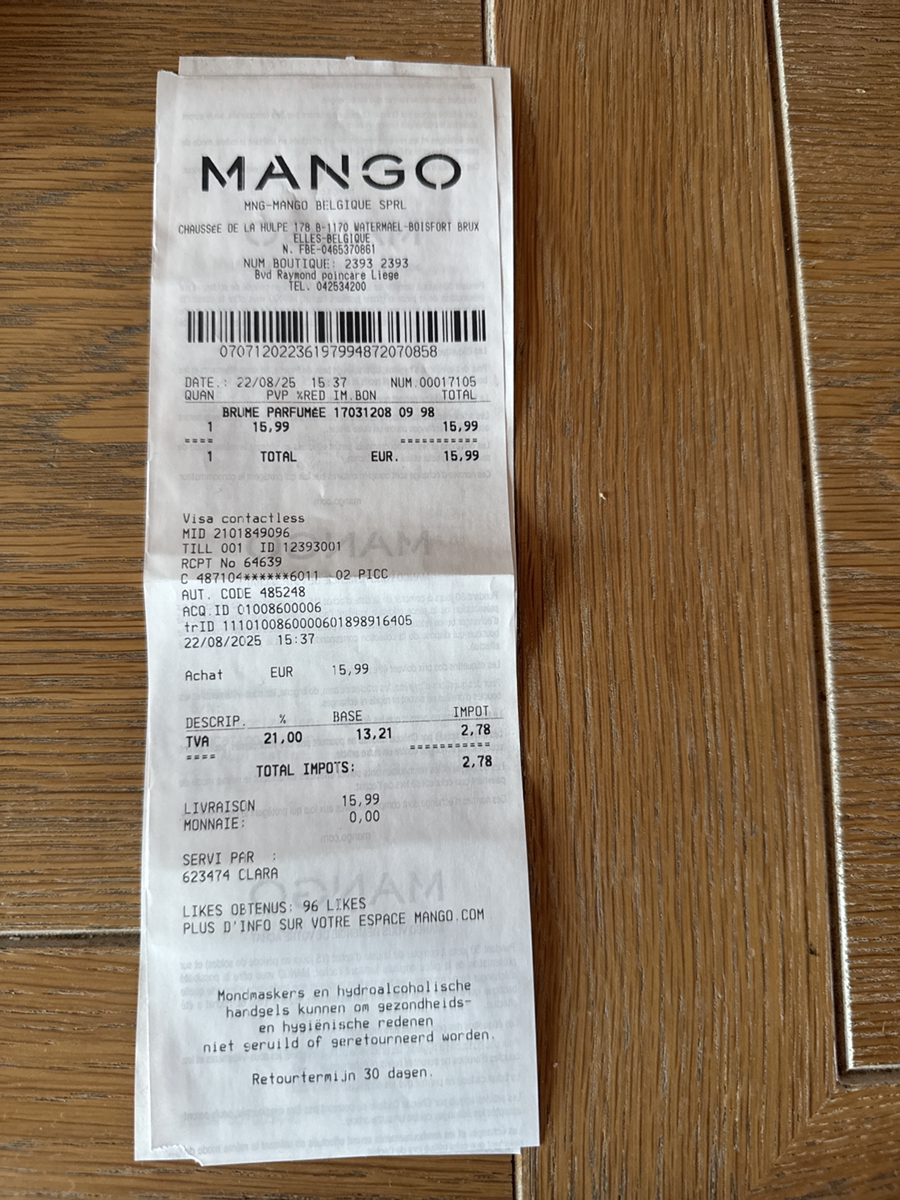 MANGO
MNG-MANGO BELGIQUE SPRL
CHAUSSéE DE LA HULPE 178 B-1170 WATERMAEL-BOISFORT BRUX
ELLES-BELGIQUE
N. FBE-0465370861
NUM BOUTIQUE: 2393 2393
Bvd Raymond poincare Liege
TEL. 042534200
07071202236197994872070858
DATE.: 22/08/25 15:37 NUM.00017105
QUAN PVP %RED IM.BON TOTAL
BRUME PARFUMéE 17031208 09 98
1 15,99 15,99
==== ===========
1 TOTAL EUR. 15,99
Visa contactless
MID 2101849096
TILL 001 ID 12393001
RCPT No 64639
C 487104******6011 02 PICC
AUT. CODE 485248
ACQ.ID 01008600006
trID 1110100860000601898916405
22/08/2025 15:37
Achat EUR 15,99
DESCRIP. % BASE IMPOT
TVA 21,00 13,21 2,78
==== ===========
TOTAL IMPOTS: 2,78
LIVRAISON 15,99
MONNAIE: 0,00
SERVI PAR :
623474 CLARA
LIKES OBTENUS: 96 LIKES
PLUS D'INFO SUR VOTRE ESPACE MANGO.COM
Mondmaskers en hydroalcoholische
handgels kunnen om gezondheids-
en hygiënische redenen
niet geruild of geretourneerd worden.
Retourtermijn 30 dagen.